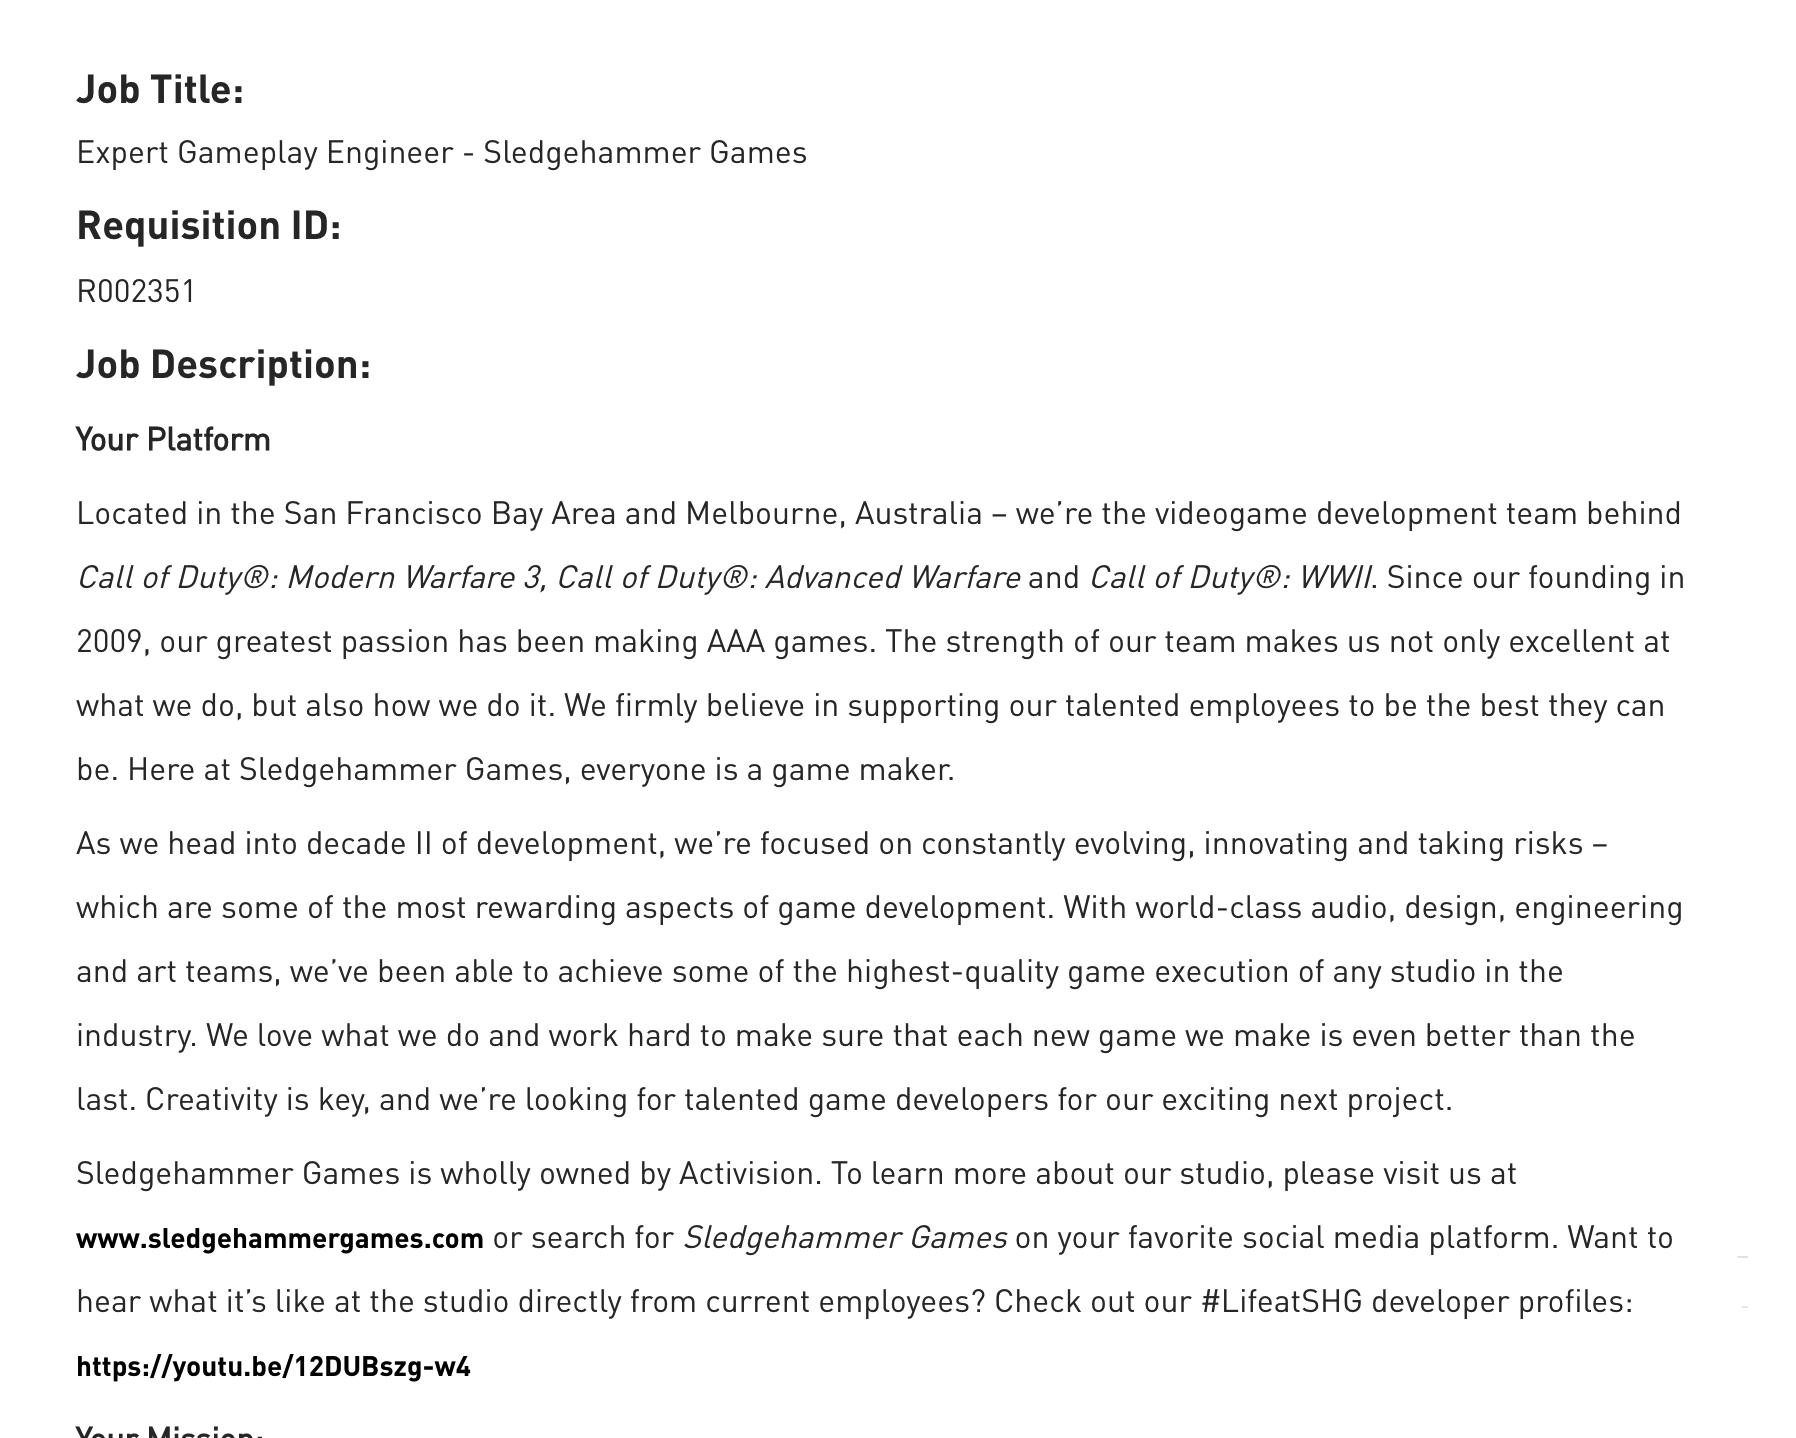 Job Title:
Expert Gameplay Engineer - Sledgehammer Games
Requisition ID:
R002351
Job Description:
Your Platform
Located in the San Francisco Bay Area and Melbourne, Australia – we’re the videogame development team behind
Call of Duty®: Modern Warfare 3, Call of Duty®: Advanced Warfare and Call of Duty®: WWII. Since our founding in
2009, our greatest passion has been making AAA games. The strength of our team makes us not only excellent at
what we do, but also how we do it. We firmly believe in supporting our talented employees to be the best they can
be. Here at Sledgehammer Games, everyone is a game maker.
As we head into decade II of development, we’re focused on constantly evolving, innovating and taking risks –
which are some of the most rewarding aspects of game development. With world-class audio, design, engineering
and art teams, we’ve been able to achieve some of the highest-quality game execution of any studio in the
industry. We love what we do and work hard to make sure that each new game we make is even better than the
last. Creativity is key, and we’re looking for talented game developers for our exciting next project.
Sledgehammer Games is wholly owned by Activision. To learn more about our studio, please visit us at
www.sledgehammergames.com or search for Sledgehammer Games on your favorite social media platform. Want to
hear what it’s like at the studio directly from current employees? Check out our #LifeatSHG developer profiles:
https://youtu.be/12DUBszg-w4
Your Mission: